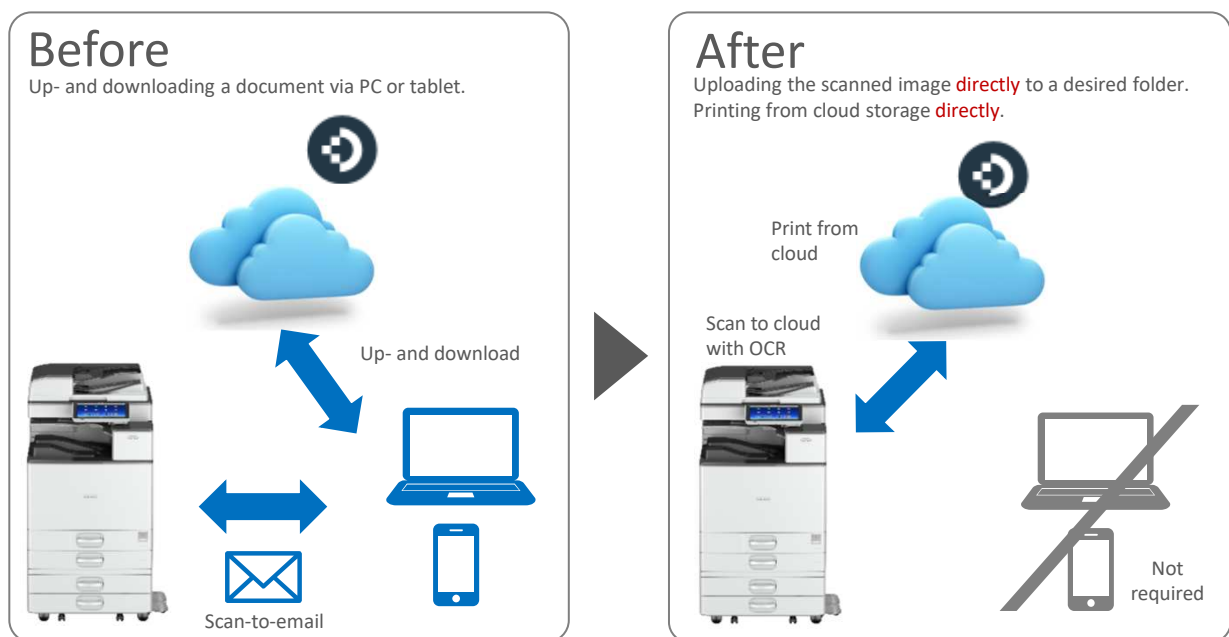 Before
Up- and downloading a document via PC or tablet.
Up- and download
Scan-to-email
After
Uploading the scanned image directly to a desired folder.
Printing from cloud storage directly.
Print from
cloud
Scan to cloud
with OCR
Not
required